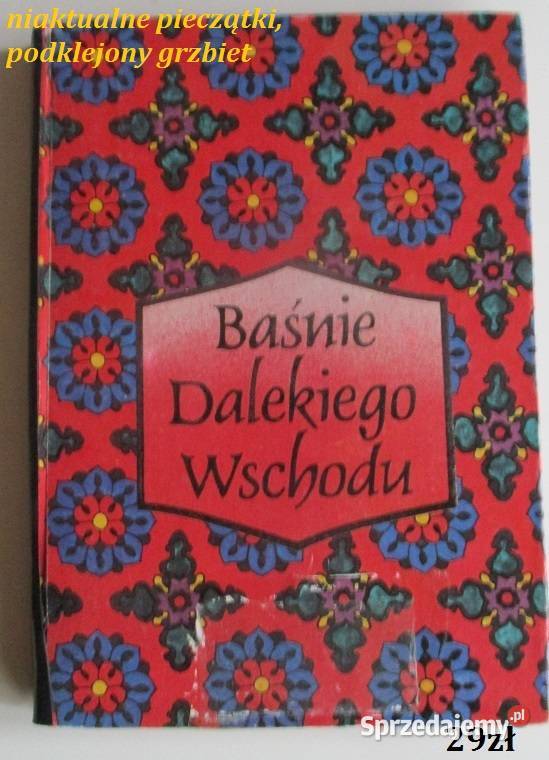 niaktualne pieczątki,
podklejony grzbiet
Baśnie
Dalekiego
Wschodu
Sprzedajemy.pl
29zł